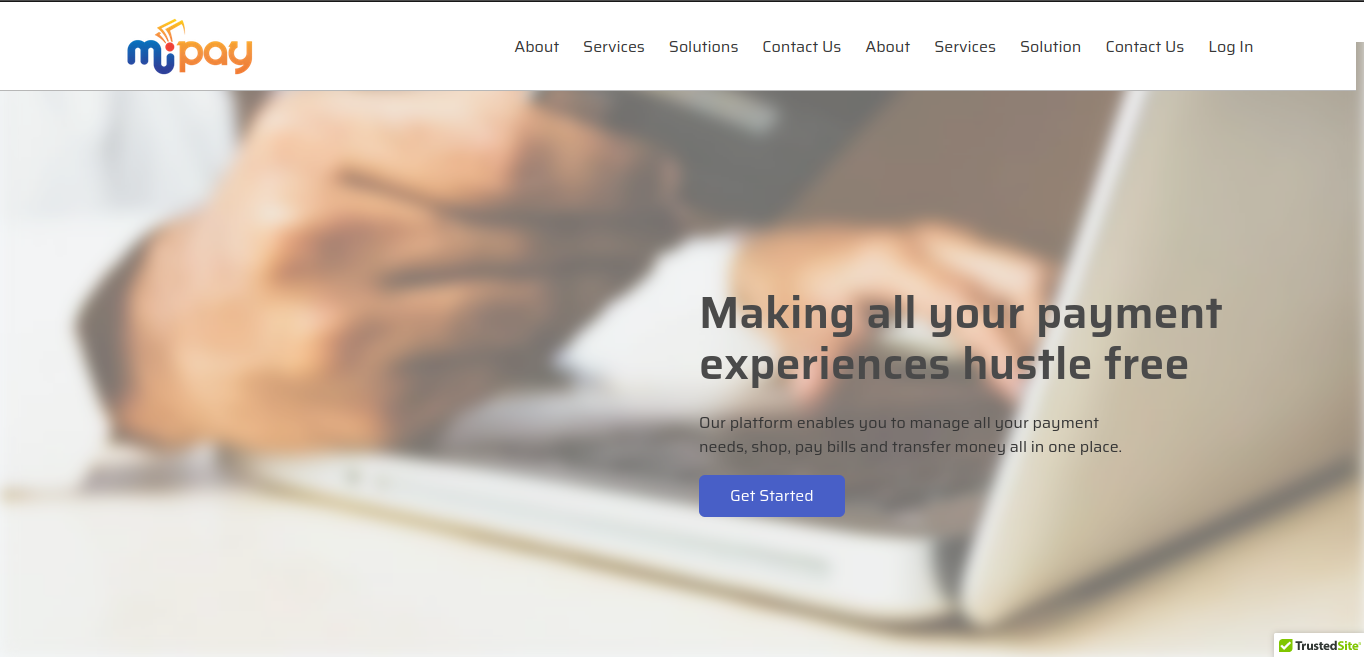 mipay
About Services Solutions Contact Us About Services Solution Contact Us Log In
Making all your payment
experiences hustle free
Our platform enables you to manage all your payment
needs, shop, pay bills and transfer money all in one place.
Get Started
TrustedSite